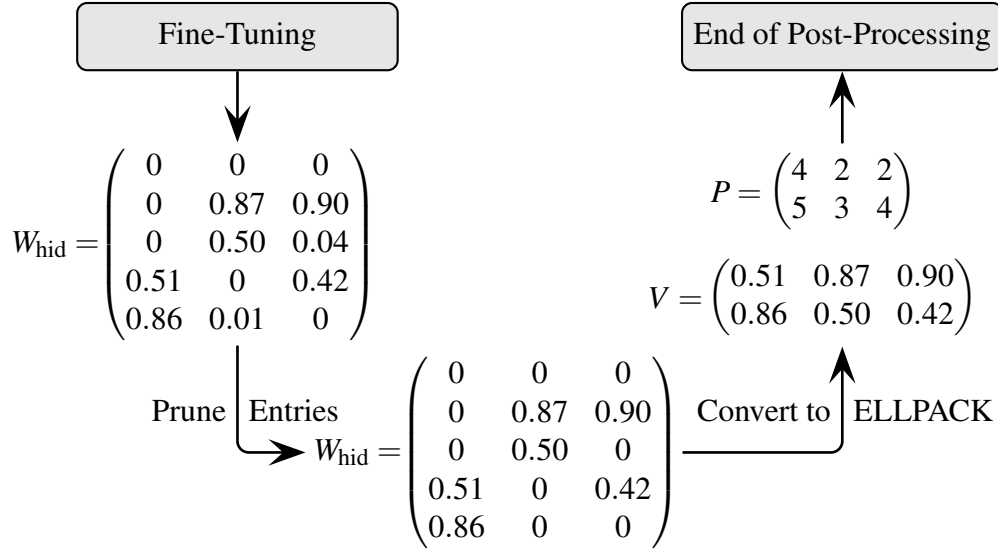 Fine-Tuning
W_hid = ( 0 0 0
0 0.87 0.90
0 0.50 0.04
0.51 0 0.42
0.86 0.01 0 )
Prune Entries
W_hid = ( 0 0 0
0 0.87 0.90
0 0.50 0
0.51 0 0.42
0.86 0 0 )
Convert to ELLPACK
V = ( 0.51 0.87 0.90
0.86 0.50 0.42 )
P = ( 4 2 2
5 3 4 )
End of Post-Processing